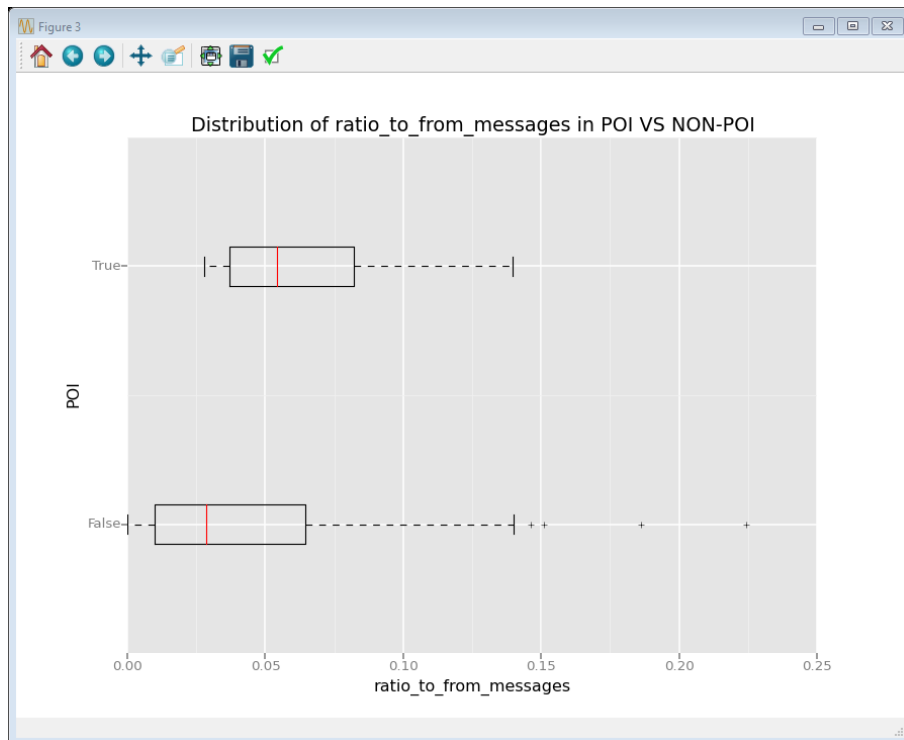 Figure 3
Distribution of ratio_to_from_messages in POI VS NON-POI
True
POI
False
0.00 0.05 0.10 0.15 0.20 0.25
ratio_to_from_messages